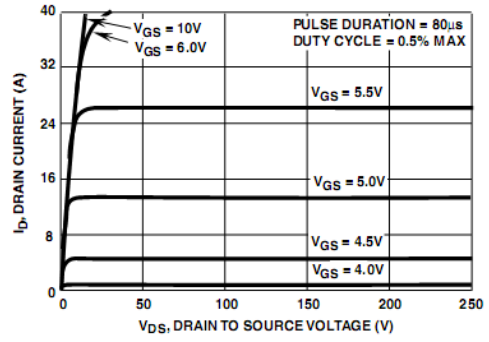 40
32
24
16
8
0
I_D, DRAIN CURRENT (A)
V_GS = 10V
V_GS = 6.0V
PULSE DURATION = 80µs
DUTY CYCLE = 0.5% MAX
V_GS = 5.5V
V_GS = 5.0V
V_GS = 4.5V
V_GS = 4.0V
0 50 100 150 200 250
V_DS, DRAIN TO SOURCE VOLTAGE (V)